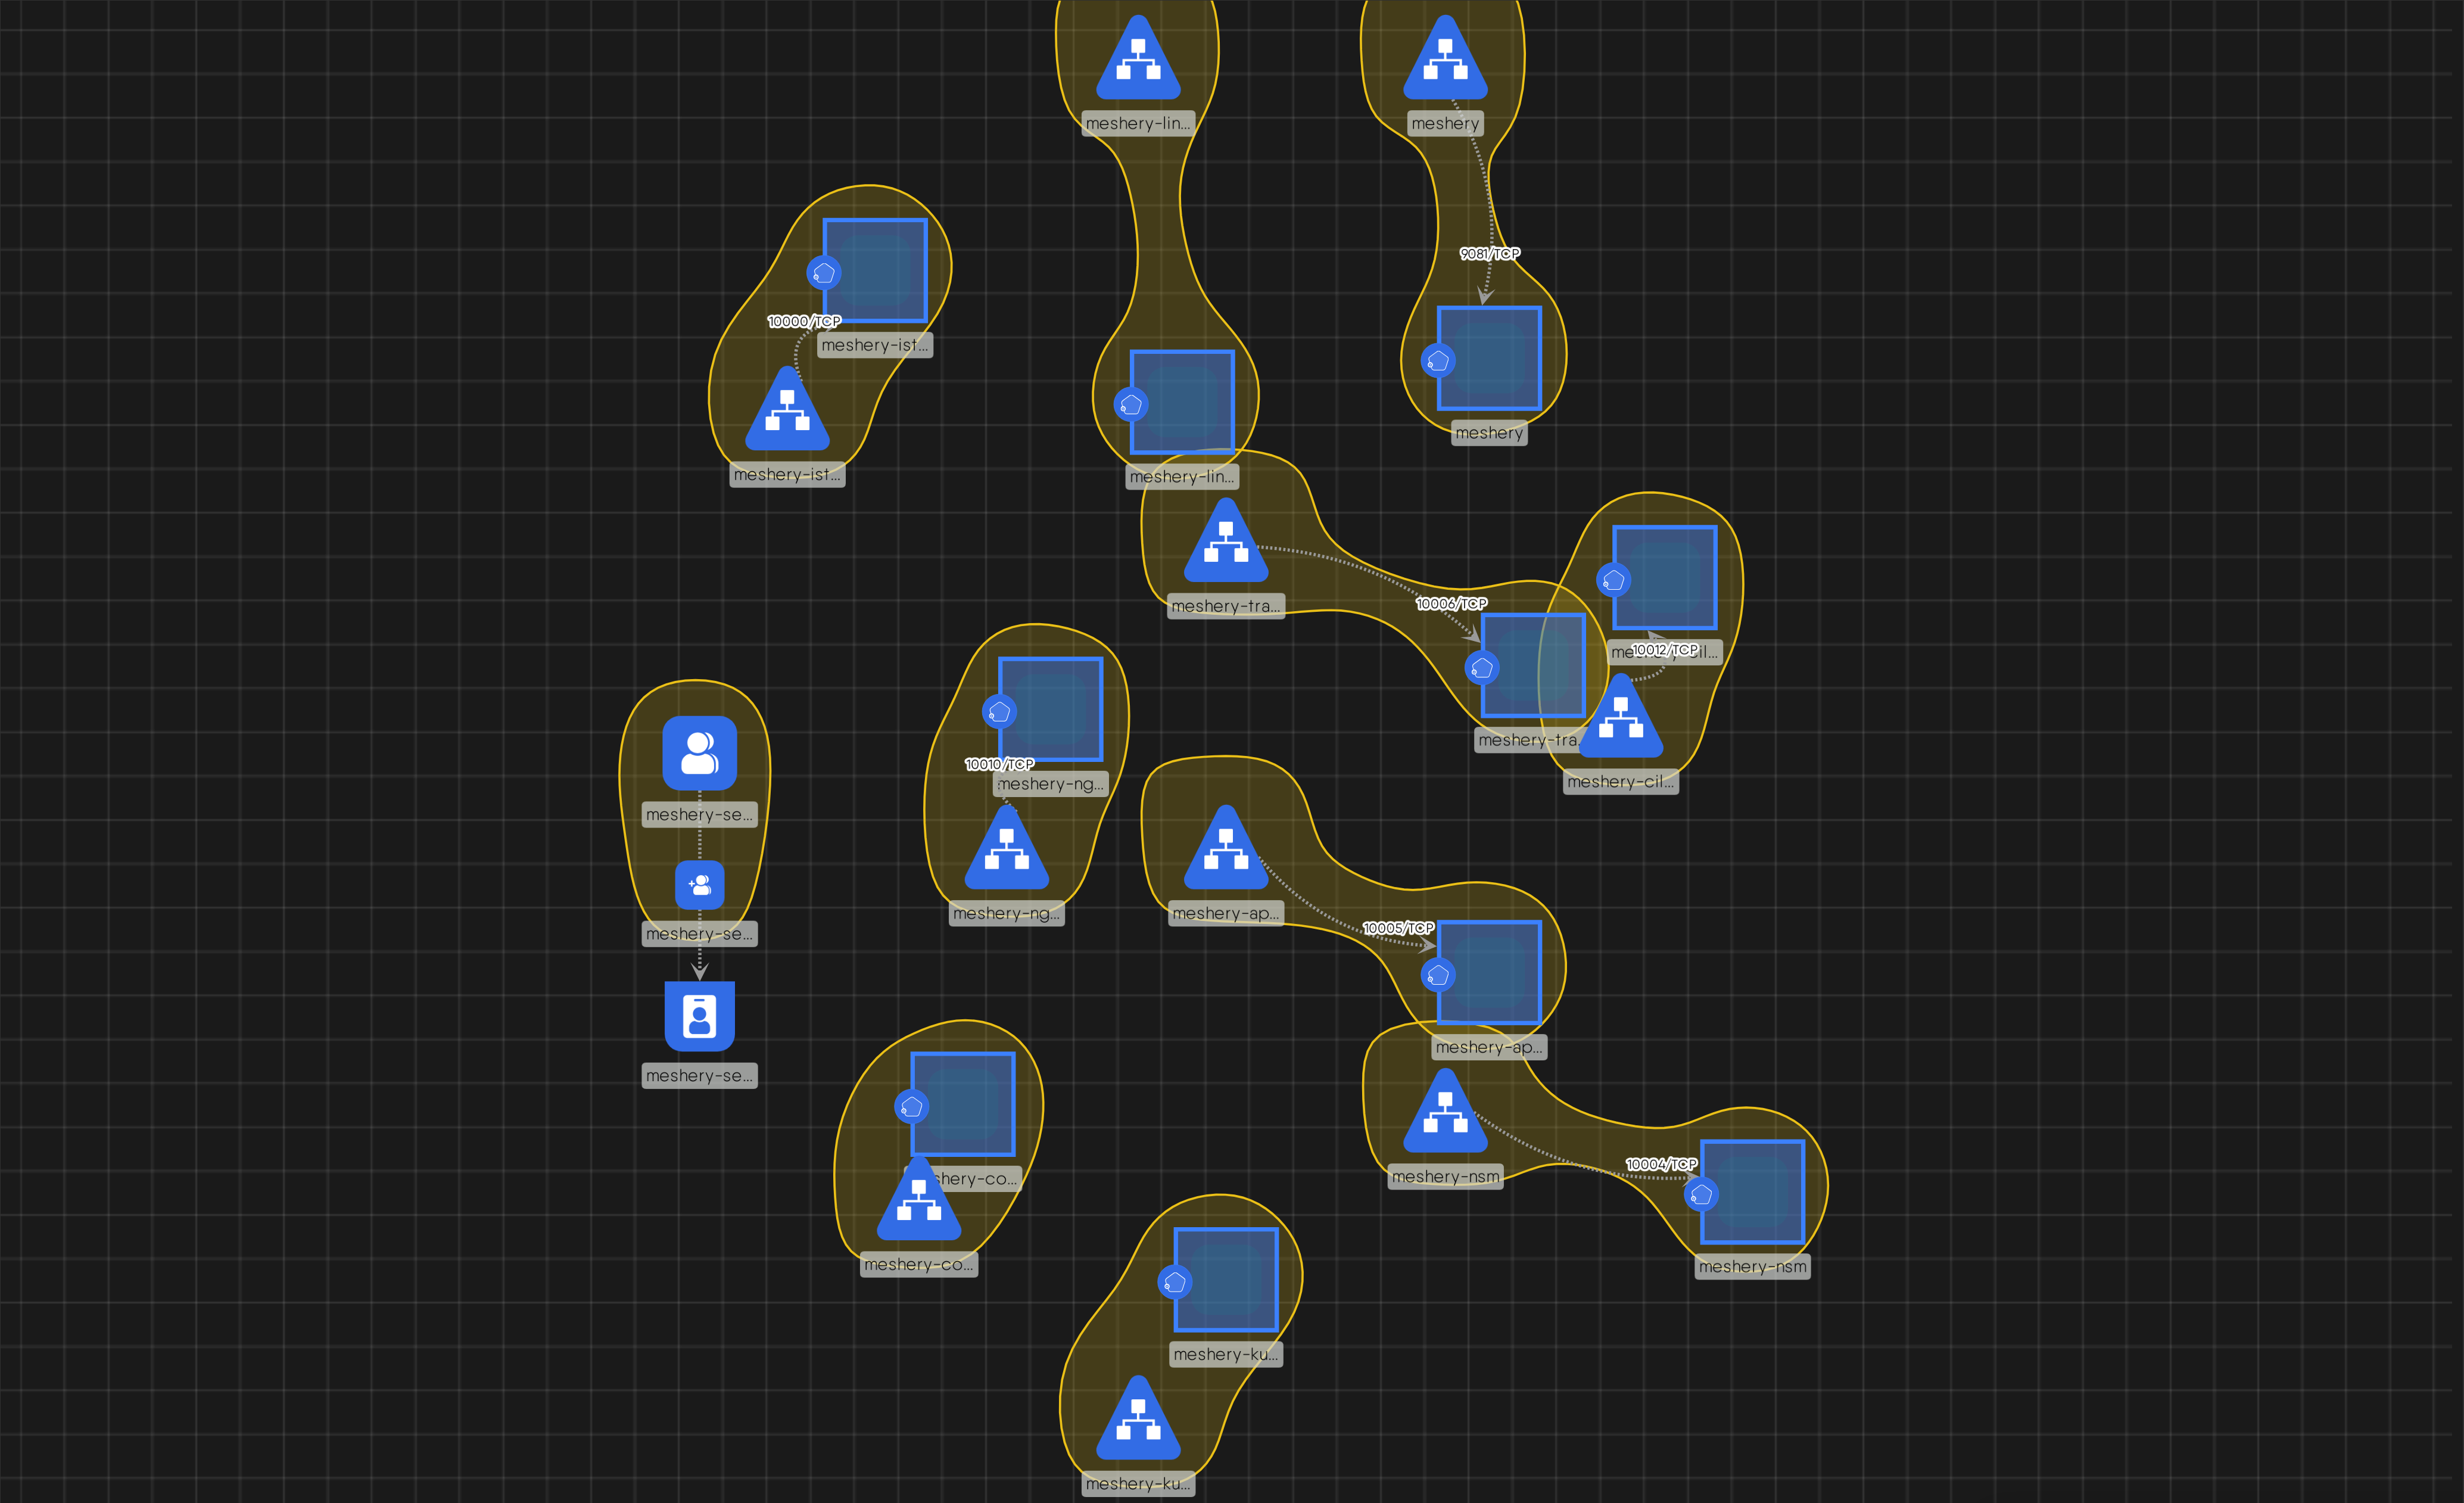 meshery-lin...
meshery
9081/TCP
10000/TCP
meshery-ist...
meshery
meshery-ist...
meshery-lin...
meshery-tra...
10006/TCP
10012/TCP
meshery-tra.
meshery-cil...
10010/TCP
meshery-ng...
meshery-se...
meshery-ng...
meshery-ap...
10005/TCP
meshery-se...
meshery-ap...
meshery-se...
10004/TCP
meshery-nsm
shery-co...
meshery-co...
meshery-nsm
meshery-ku...
meshery-ku...